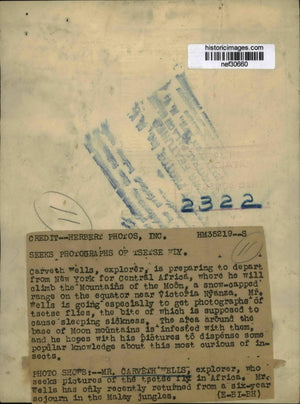 historicimages.com
nef30660
2322
CREDIT--HERBERT PHOTOS, INC. HM35219--S
SEEKS PHOTOGRAPHS OF TSETSE FLY.
Carveth Wells, explorer, is preparing to depart
from New York for Central Africa, where he will
climb the Mountains of the Moon, a snow-capped
range on the equator near Victoria Nyanza. Mr.
Wells is going especially to get photographs of
tsetse flies, the bite of which is supposed to
cause sleeping sickness. The area around the
base of Moon mountains is infested with them,
and he hopes with his pictures to dispense some
popular knowledge about this most curious of in-
sects.
PHOTO SHOWS:--MR. CARVETH WELLS, explorer, who
seeks pictures of the tsetse fly in Africa. Mr.
Wells has only recently returned from a six-year
sojourn in the Malay jungles. (E-BI-BH)